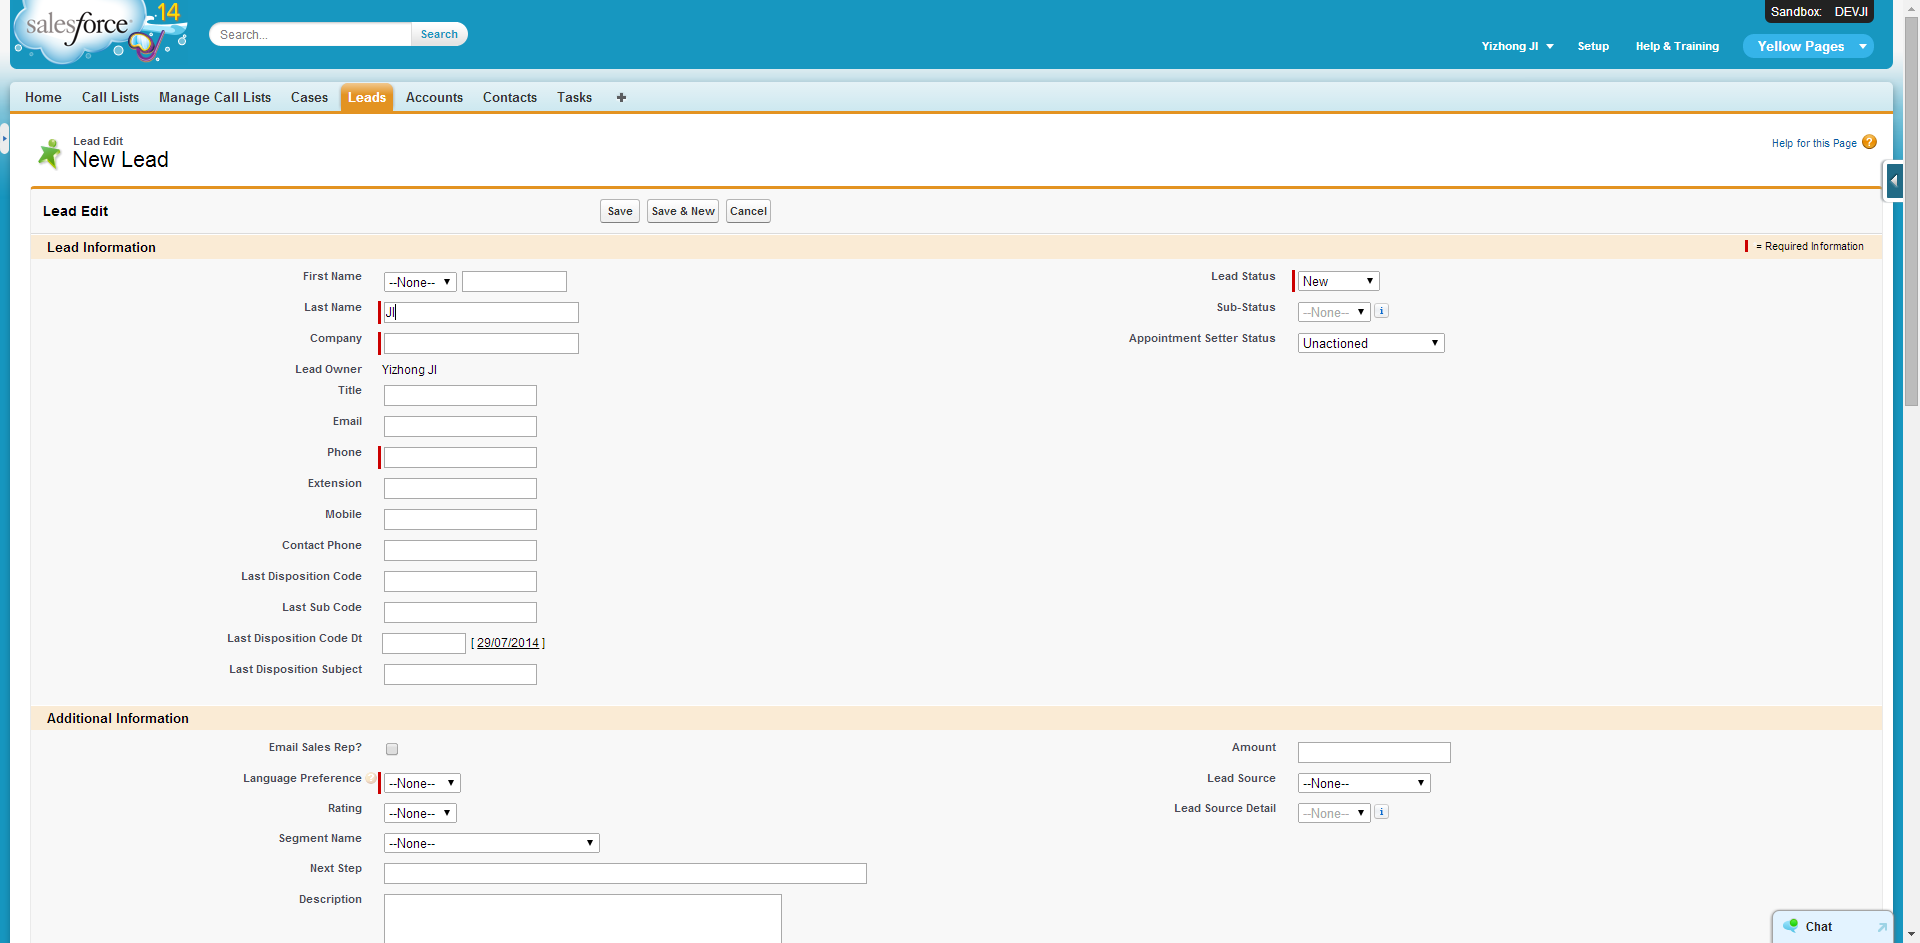 Sandbox: DEVJI
salesforce
'14
Search...
Search
Yizhong JI
Setup
Help & Training
Yellow Pages
Home
Call Lists
Manage Call Lists
Cases
Leads
Accounts
Contacts
Tasks
+
Lead Edit
New Lead
Help for this Page
?
Lead Edit
Save
Save & New
Cancel
Lead Information
= Required Information
First Name
--None--
Lead Status
New
Last Name
JI
Sub-Status
--None--
i
Company
Appointment Setter Status
Unactioned
Lead Owner
Yizhong JI
Title
Email
Phone
Extension
Mobile
Contact Phone
Last Disposition Code
Last Sub Code
Last Disposition Code Dt
[ 29/07/2014 ]
Last Disposition Subject
Additional Information
Email Sales Rep?
Amount
Language Preference
?
--None--
Lead Source
--None--
Rating
--None--
Lead Source Detail
--None--
i
Segment Name
--None--
Next Step
Description
Chat